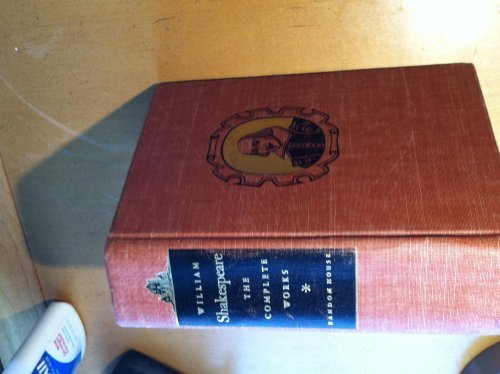 WILLIAM
Shakespeare
THE
COMPLETE
WORKS
*
RANDOM HOUSE